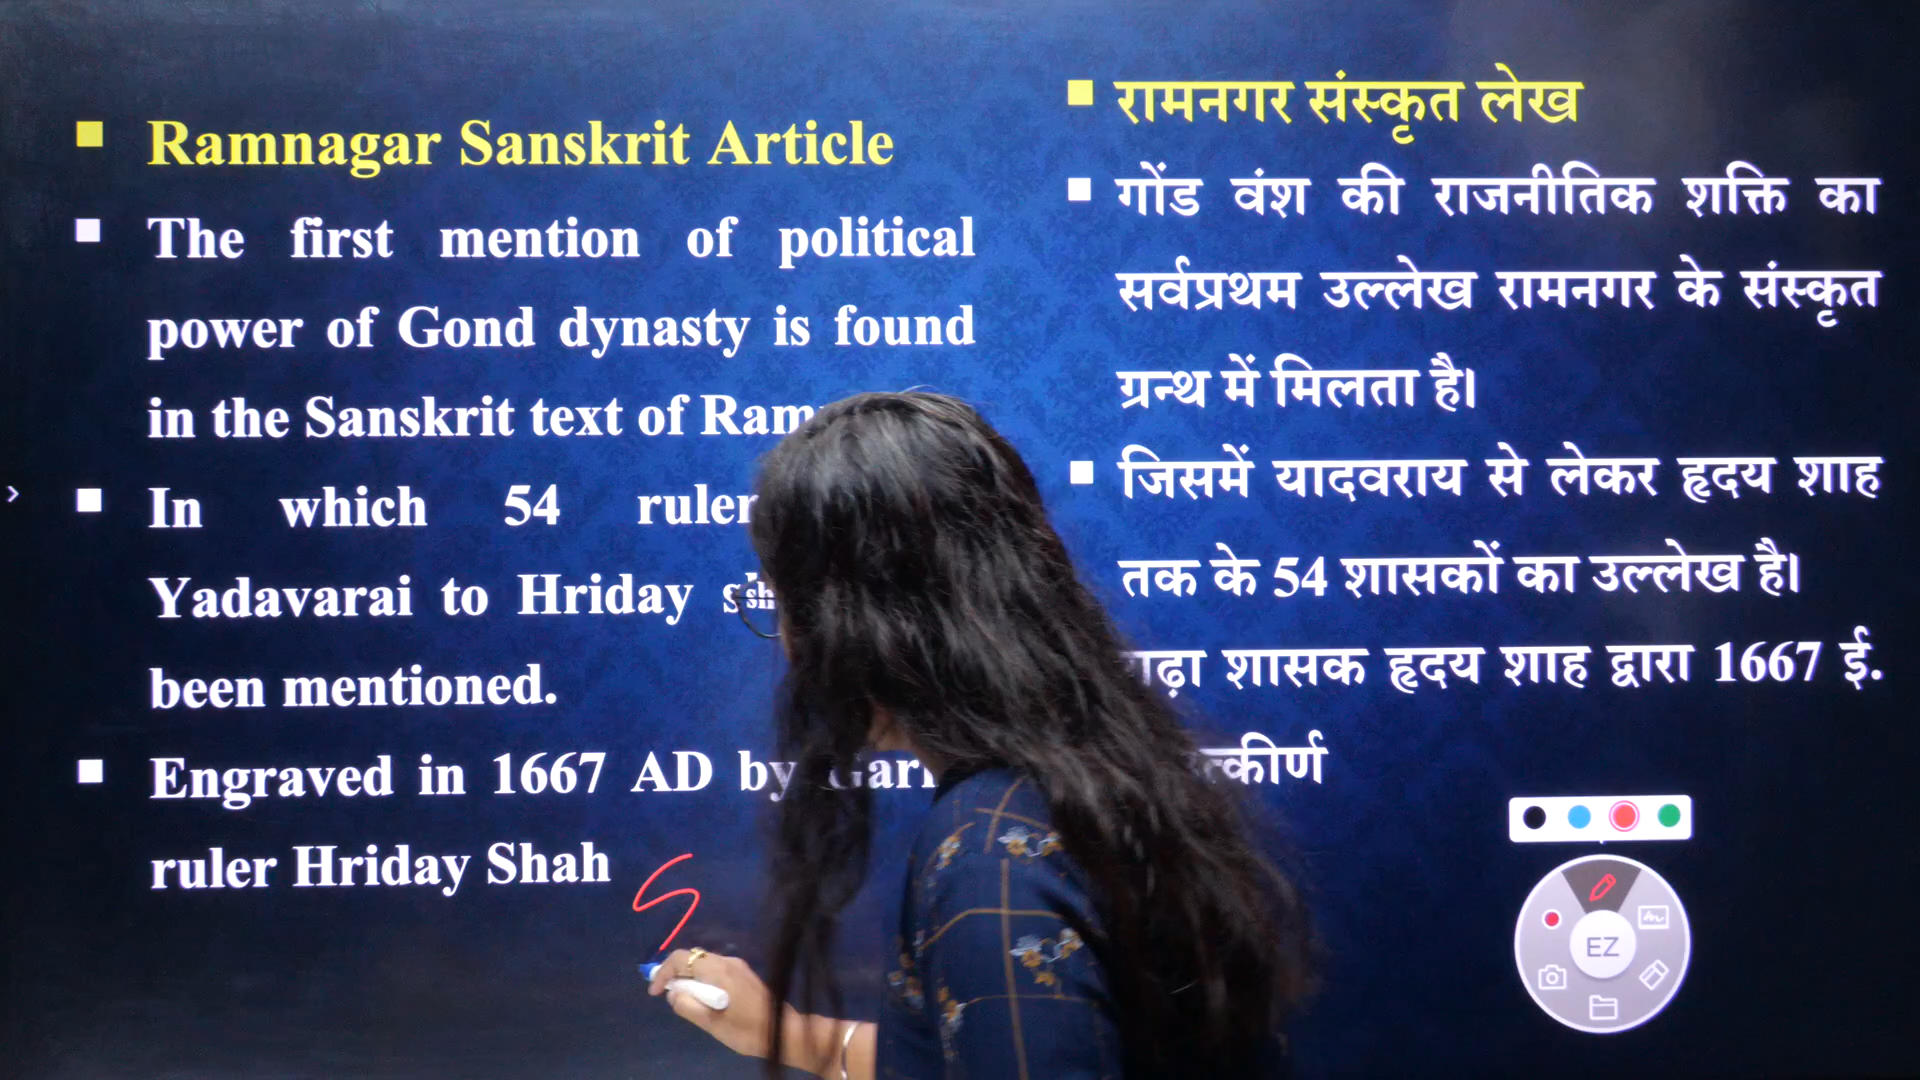 Ramnagar Sanskrit Article
The first mention of political
power of Gond dynasty is found
in the Sanskrit text of
In which 54
Yadavarai to Hriday
been mentioned.
Engraved in 1667 AD by
ruler Hriday Shah
रामनगर संस्कृत लेख
गोंड वंश की राजनीतिक शक्ति का
सर्वप्रथम उल्लेख रामनगर के संस्कृत
ग्रन्थ में मिलता है।
जिसमें यादवराय से लेकर हृदय शाह
तक के 54 शासकों का उल्लेख है।
शासक हृदय शाह द्वारा 1667 ई.
EZ